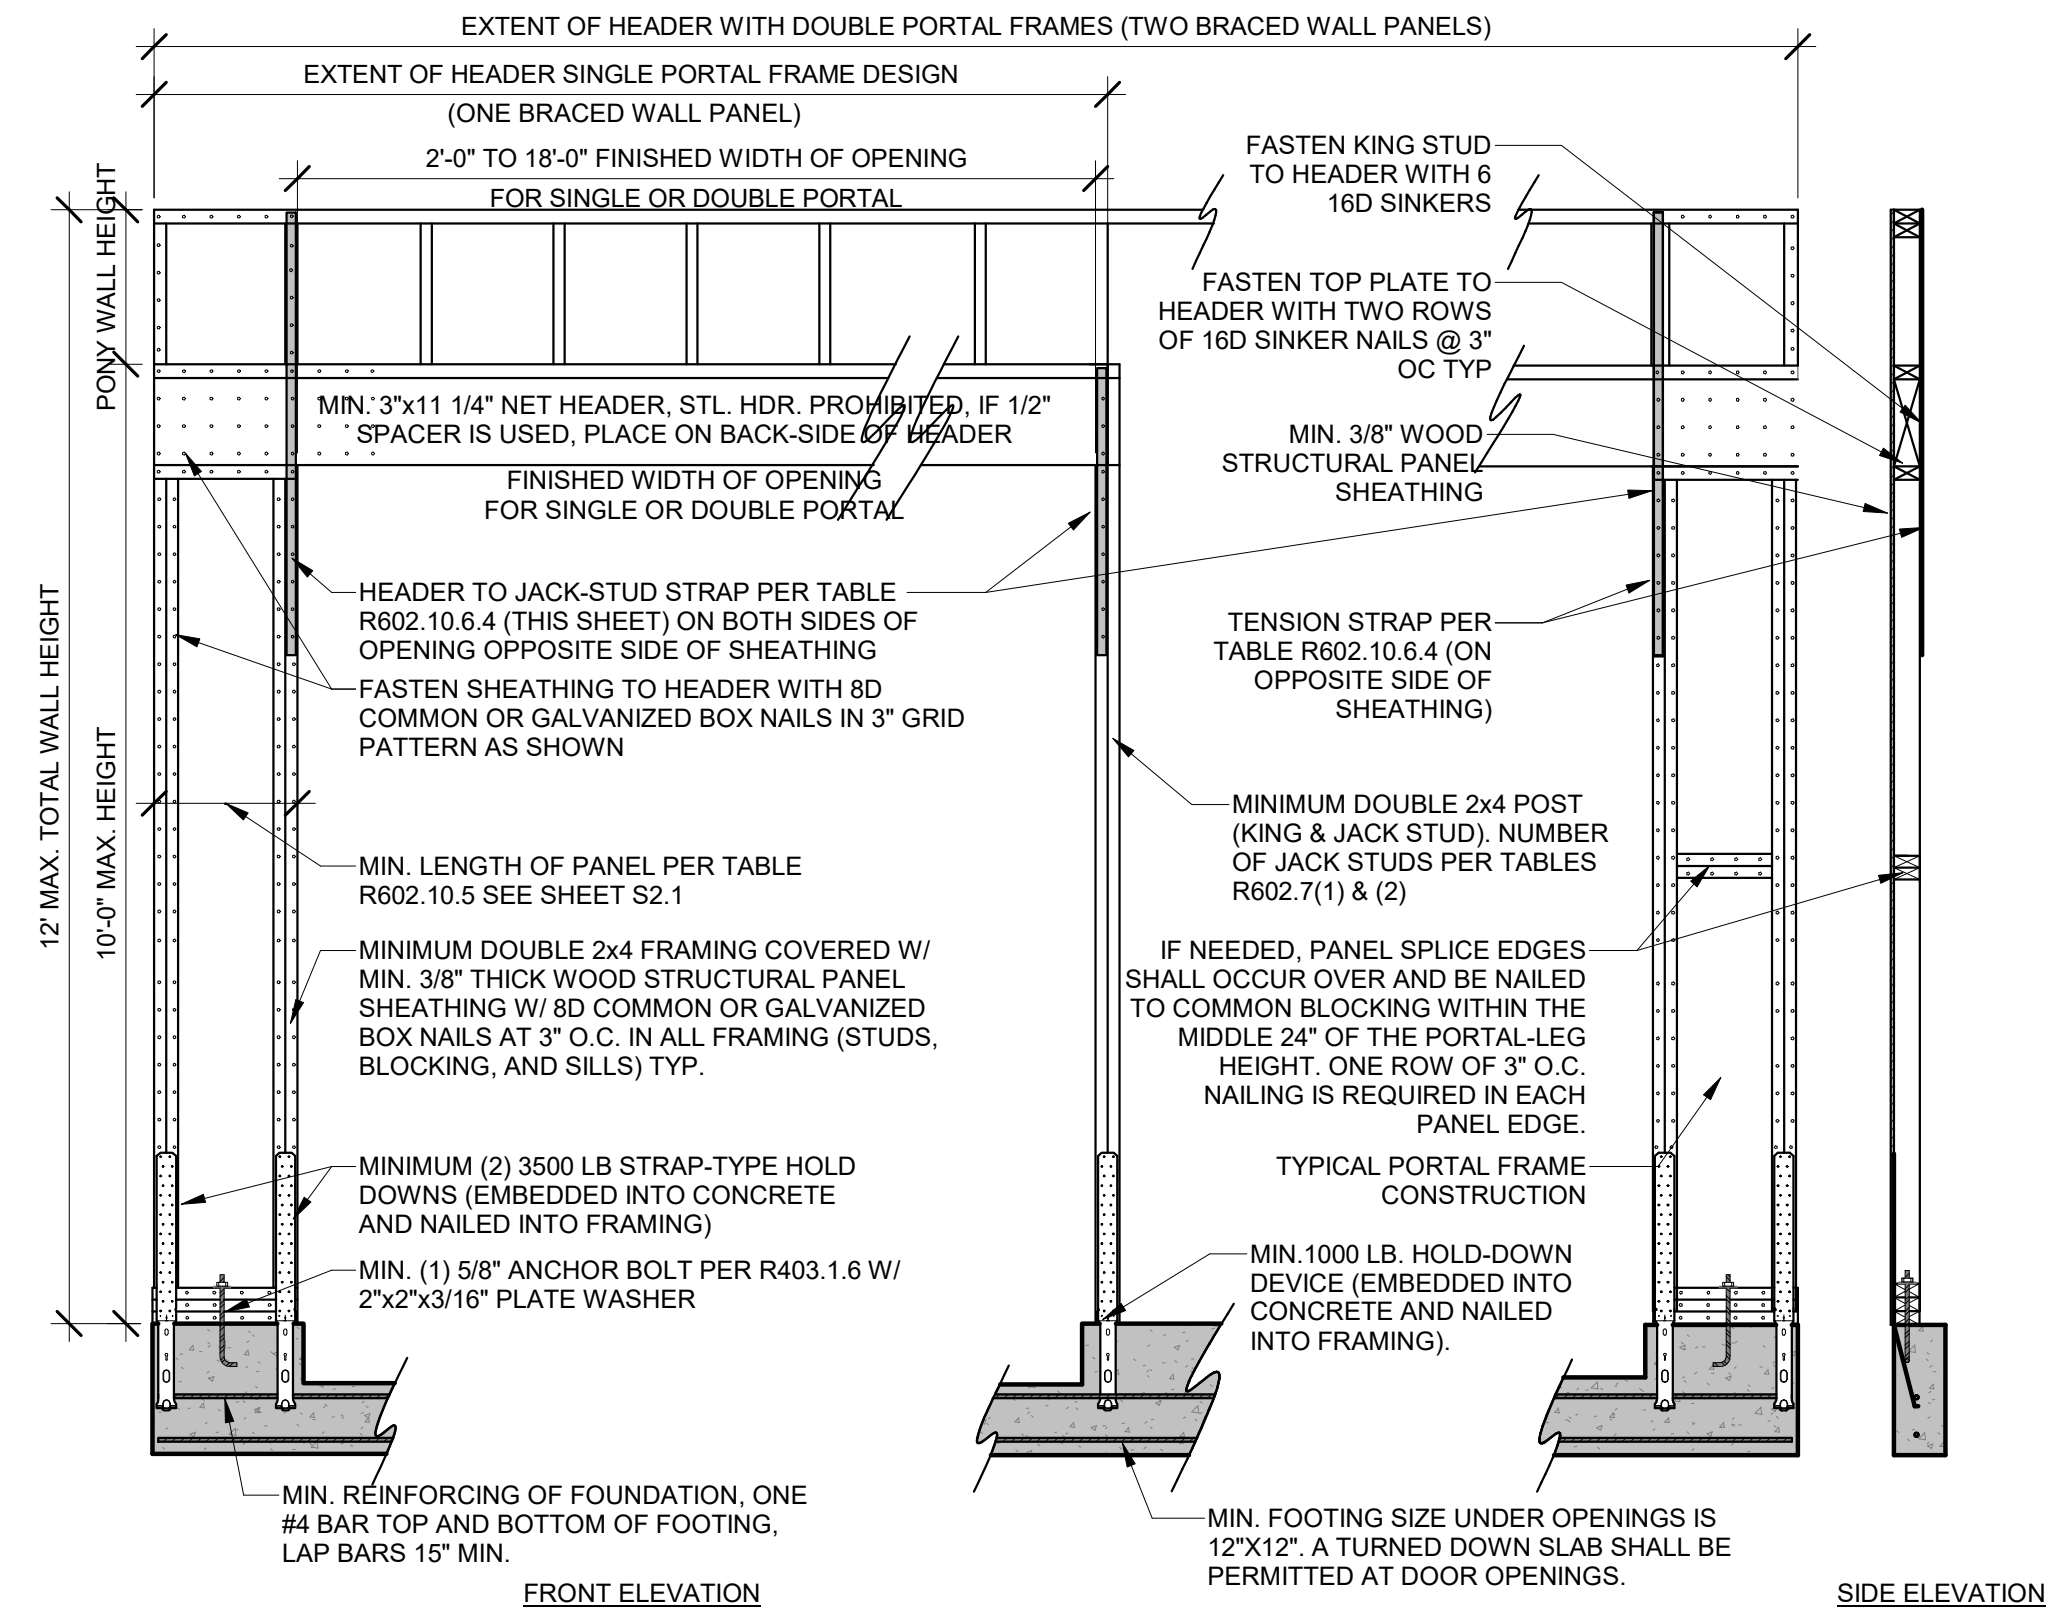 EXTENT OF HEADER WITH DOUBLE PORTAL FRAMES (TWO BRACED WALL PANELS)
EXTENT OF HEADER SINGLE PORTAL FRAME DESIGN
(ONE BRACED WALL PANEL)
2'-0" TO 18'-0" FINISHED WIDTH OF OPENING
FOR SINGLE OR DOUBLE PORTAL
FASTEN KING STUD
TO HEADER WITH 6
16D SINKERS
PONY WALL HEIGHT
FASTEN TOP PLATE TO
HEADER WITH TWO ROWS
OF 16D SINKER NAILS @ 3"
OC TYP
MIN. 3"x11 1/4" NET HEADER, STL. HDR. PROHIBITED, IF 1/2"
SPACER IS USED, PLACE ON BACK-SIDE OF HEADER
MIN. 3/8" WOOD
STRUCTURAL PANEL
SHEATHING
FINISHED WIDTH OF OPENING
FOR SINGLE OR DOUBLE PORTAL
12' MAX. TOTAL WALL HEIGHT
10'-0" MAX. HEIGHT
HEADER TO JACK-STUD STRAP PER TABLE
R602.10.6.4 (THIS SHEET) ON BOTH SIDES OF
OPENING OPPOSITE SIDE OF SHEATHING
TENSION STRAP PER
TABLE R602.10.6.4 (ON
OPPOSITE SIDE OF
SHEATHING)
FASTEN SHEATHING TO HEADER WITH 8D
COMMON OR GALVANIZED BOX NAILS IN 3" GRID
PATTERN AS SHOWN
MINIMUM DOUBLE 2x4 POST
(KING & JACK STUD). NUMBER
OF JACK STUDS PER TABLES
R602.7(1) & (2)
MIN. LENGTH OF PANEL PER TABLE
R602.10.5 SEE SHEET S2.1
MINIMUM DOUBLE 2x4 FRAMING COVERED W/
MIN. 3/8" THICK WOOD STRUCTURAL PANEL
SHEATHING W/ 8D COMMON OR GALVANIZED
BOX NAILS AT 3" O.C. IN ALL FRAMING (STUDS,
BLOCKING, AND SILLS) TYP.
IF NEEDED, PANEL SPLICE EDGES
SHALL OCCUR OVER AND BE NAILED
TO COMMON BLOCKING WITHIN THE
MIDDLE 24" OF THE PORTAL-LEG
HEIGHT. ONE ROW OF 3" O.C.
NAILING IS REQUIRED IN EACH
PANEL EDGE.
MINIMUM (2) 3500 LB STRAP-TYPE HOLD
DOWNS (EMBEDDED INTO CONCRETE
AND NAILED INTO FRAMING)
TYPICAL PORTAL FRAME
CONSTRUCTION
MIN. (1) 5/8" ANCHOR BOLT PER R403.1.6 W/
2"x2"x3/16" PLATE WASHER
MIN.1000 LB. HOLD-DOWN
DEVICE (EMBEDDED INTO
CONCRETE AND NAILED
INTO FRAMING).
MIN. REINFORCING OF FOUNDATION, ONE
#4 BAR TOP AND BOTTOM OF FOOTING,
LAP BARS 15" MIN.
MIN. FOOTING SIZE UNDER OPENINGS IS
12"X12". A TURNED DOWN SLAB SHALL BE
PERMITTED AT DOOR OPENINGS.
FRONT ELEVATION
SIDE ELEVATION